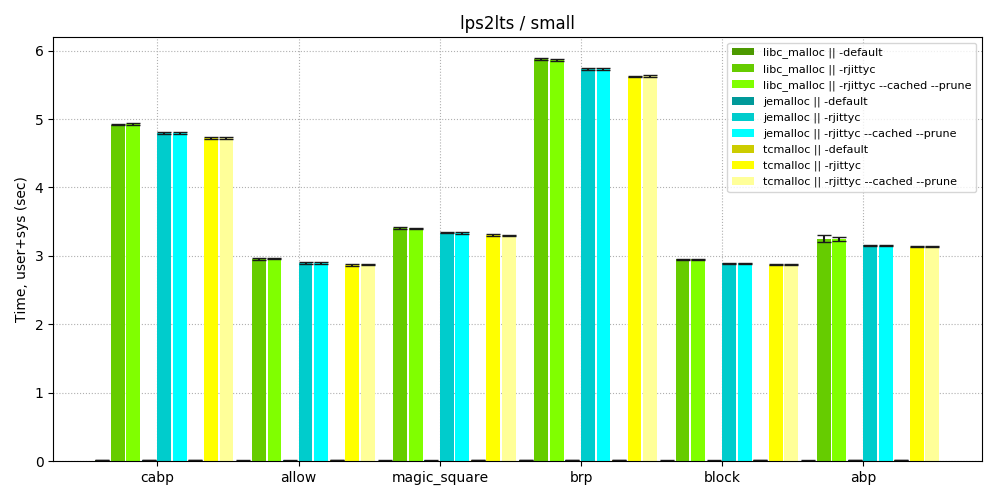 lps2lts / small
Time, user+sys (sec)
6
5
4
3
2
1
0
libc_malloc || -default
libc_malloc || -rjittyc
libc_malloc || -rjittyc --cached --prune
jemalloc || -default
jemalloc || -rjittyc
jemalloc || -rjittyc --cached --prune
tcmalloc || -default
tcmalloc || -rjittyc
tcmalloc || -rjittyc --cached --prune
cabp allow magic_square brp block abp